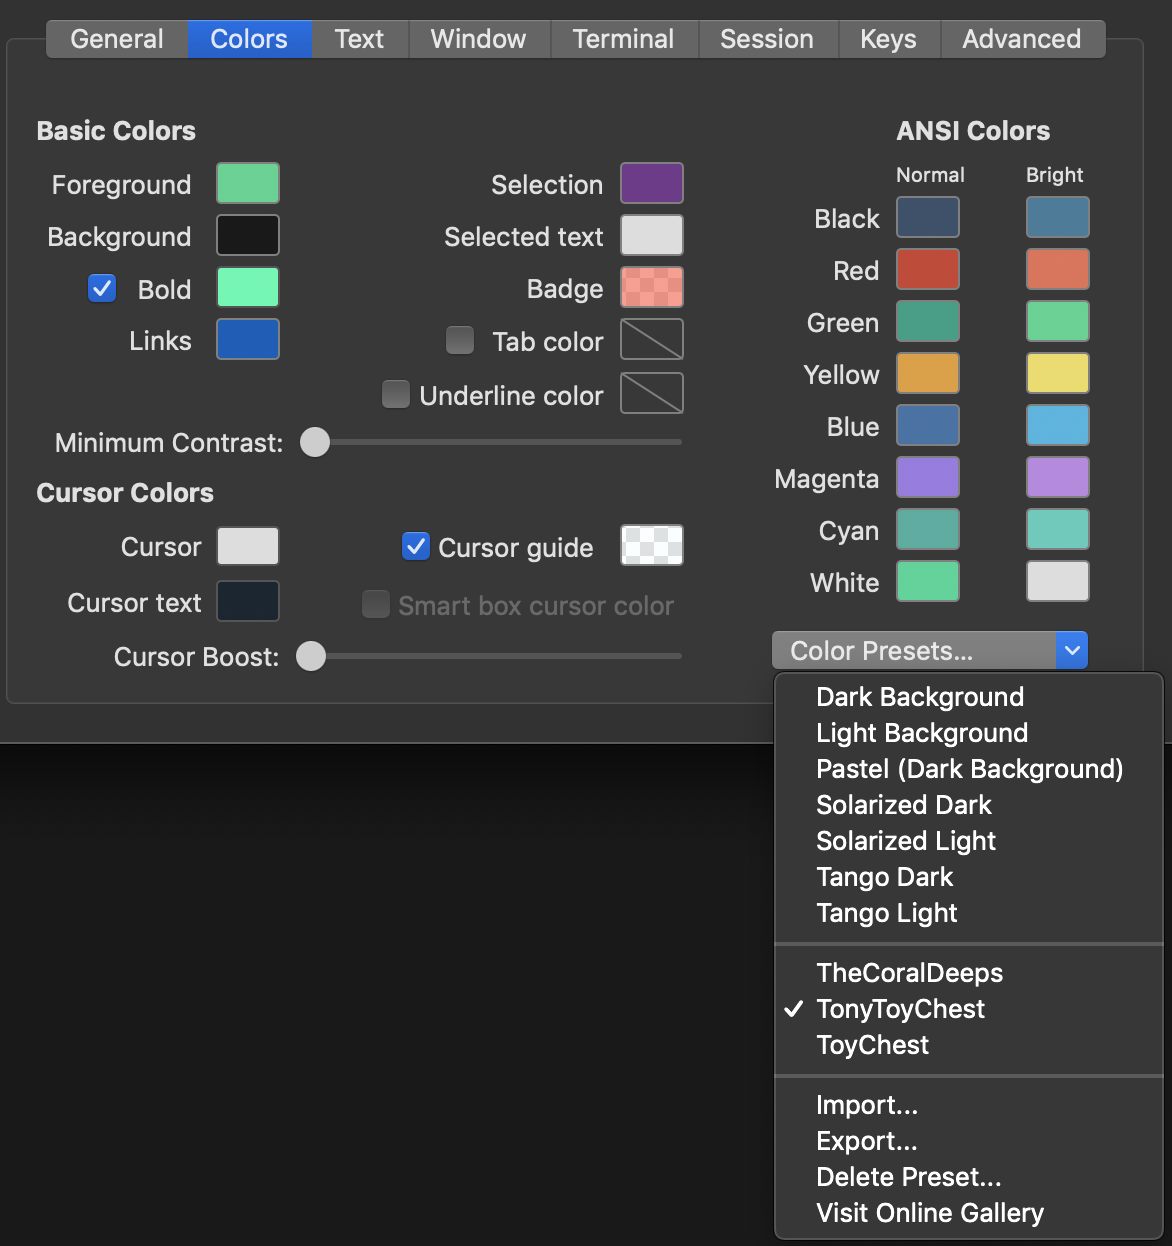 General Colors Text Window Terminal Session Keys Advanced
Basic Colors
Foreground
Background
Bold
Links
Selection
Selected text
Badge
Tab color
Underline color
Minimum Contrast:
Cursor Colors
Cursor
Cursor text
Cursor guide
Smart box cursor color
Cursor Boost:
ANSI Colors
Normal Bright
Black
Red
Green
Yellow
Blue
Magenta
Cyan
White
Color Presets...
Dark Background
Light Background
Pastel (Dark Background)
Solarized Dark
Solarized Light
Tango Dark
Tango Light
TheCoralDeeps
TonyToyChest
ToyChest
Import...
Export...
Delete Preset...
Visit Online Gallery